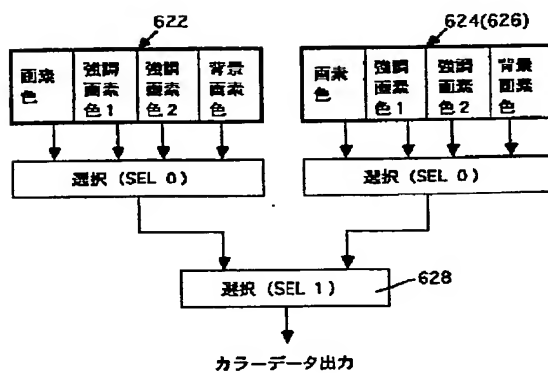 622
624(626)
画素
色
強調
画素
色1
強調
画素
色2
背景
画素
色
画素
色
強調
画素
色1
強調
画素
色2
背景
画素
色
選択 (SEL 0)
選択 (SEL 0)
選択 (SEL 1)
628
カラーデータ出力